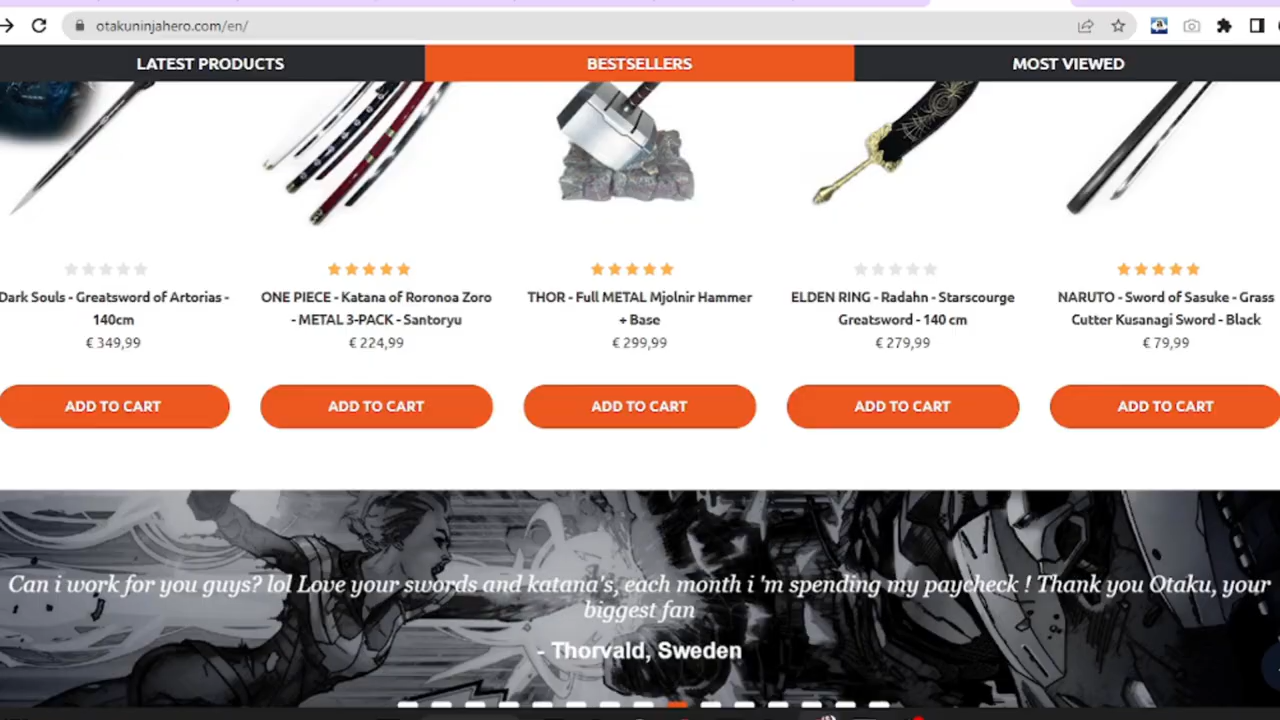 otakuninjahero.com/en/
LATEST PRODUCTS
BESTSELLERS
MOST VIEWED
Dark Souls - Greatsword of Artorias -
140cm
€ 349,99
ADD TO CART
ONE PIECE - Katana of Roronoa Zoro
- METAL 3-PACK - Santoryu
€ 224,99
ADD TO CART
THOR - Full METAL Mjolnir Hammer
+ Base
€ 299,99
ADD TO CART
ELDEN RING - Radahn - Starscourge
Greatsword - 140 cm
€ 279,99
ADD TO CART
NARUTO - Sword of Sasuke - Grass
Cutter Kusanagi Sword - Black
€ 79,99
ADD TO CART
Can i work for you guys? lol Love your swords and katana's, each month i 'm spending my paycheck ! Thank you Otaku, your
biggest fan
- Thorvald, Sweden